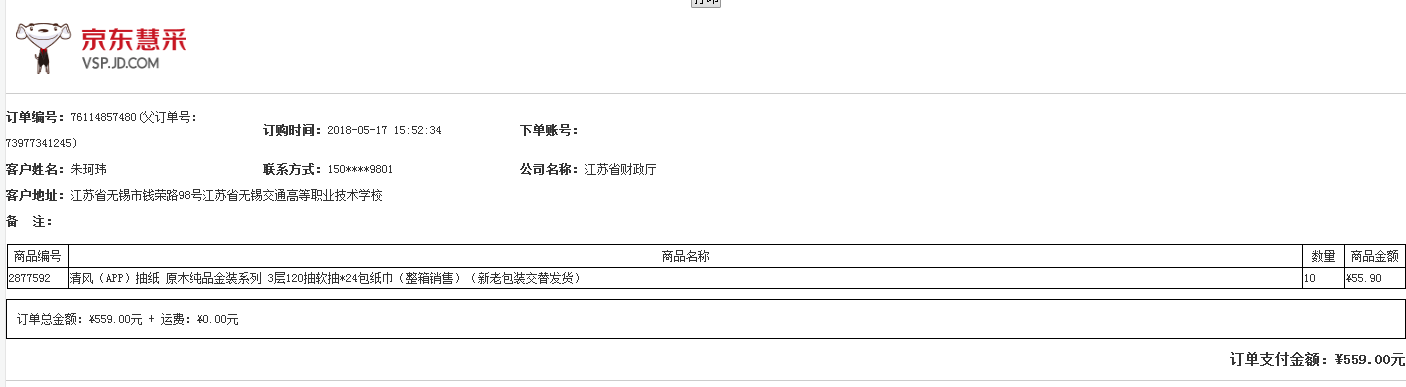 打印
京东慧采
VSP.JD.COM
订单编号：76114857480(父订单号：
73977341245)
订购时间：2018-05-17 15:52:34
下单账号：
客户姓名：朱珂玮
联系方式：150****9801
公司名称：江苏省财政厅
客户地址：江苏省无锡市钱荣路98号江苏省无锡交通高等职业技术学校
备 注：
商品编号 商品名称 数量 商品金额
2877592 清风（APP）抽纸 原木纯品金装系列 3层120抽软抽*24包纸巾（整箱销售）（新老包装交替发货） 10 ¥55.90
订单总金额：¥559.00元 + 运费：¥0.00元
订单支付金额：¥559.00元